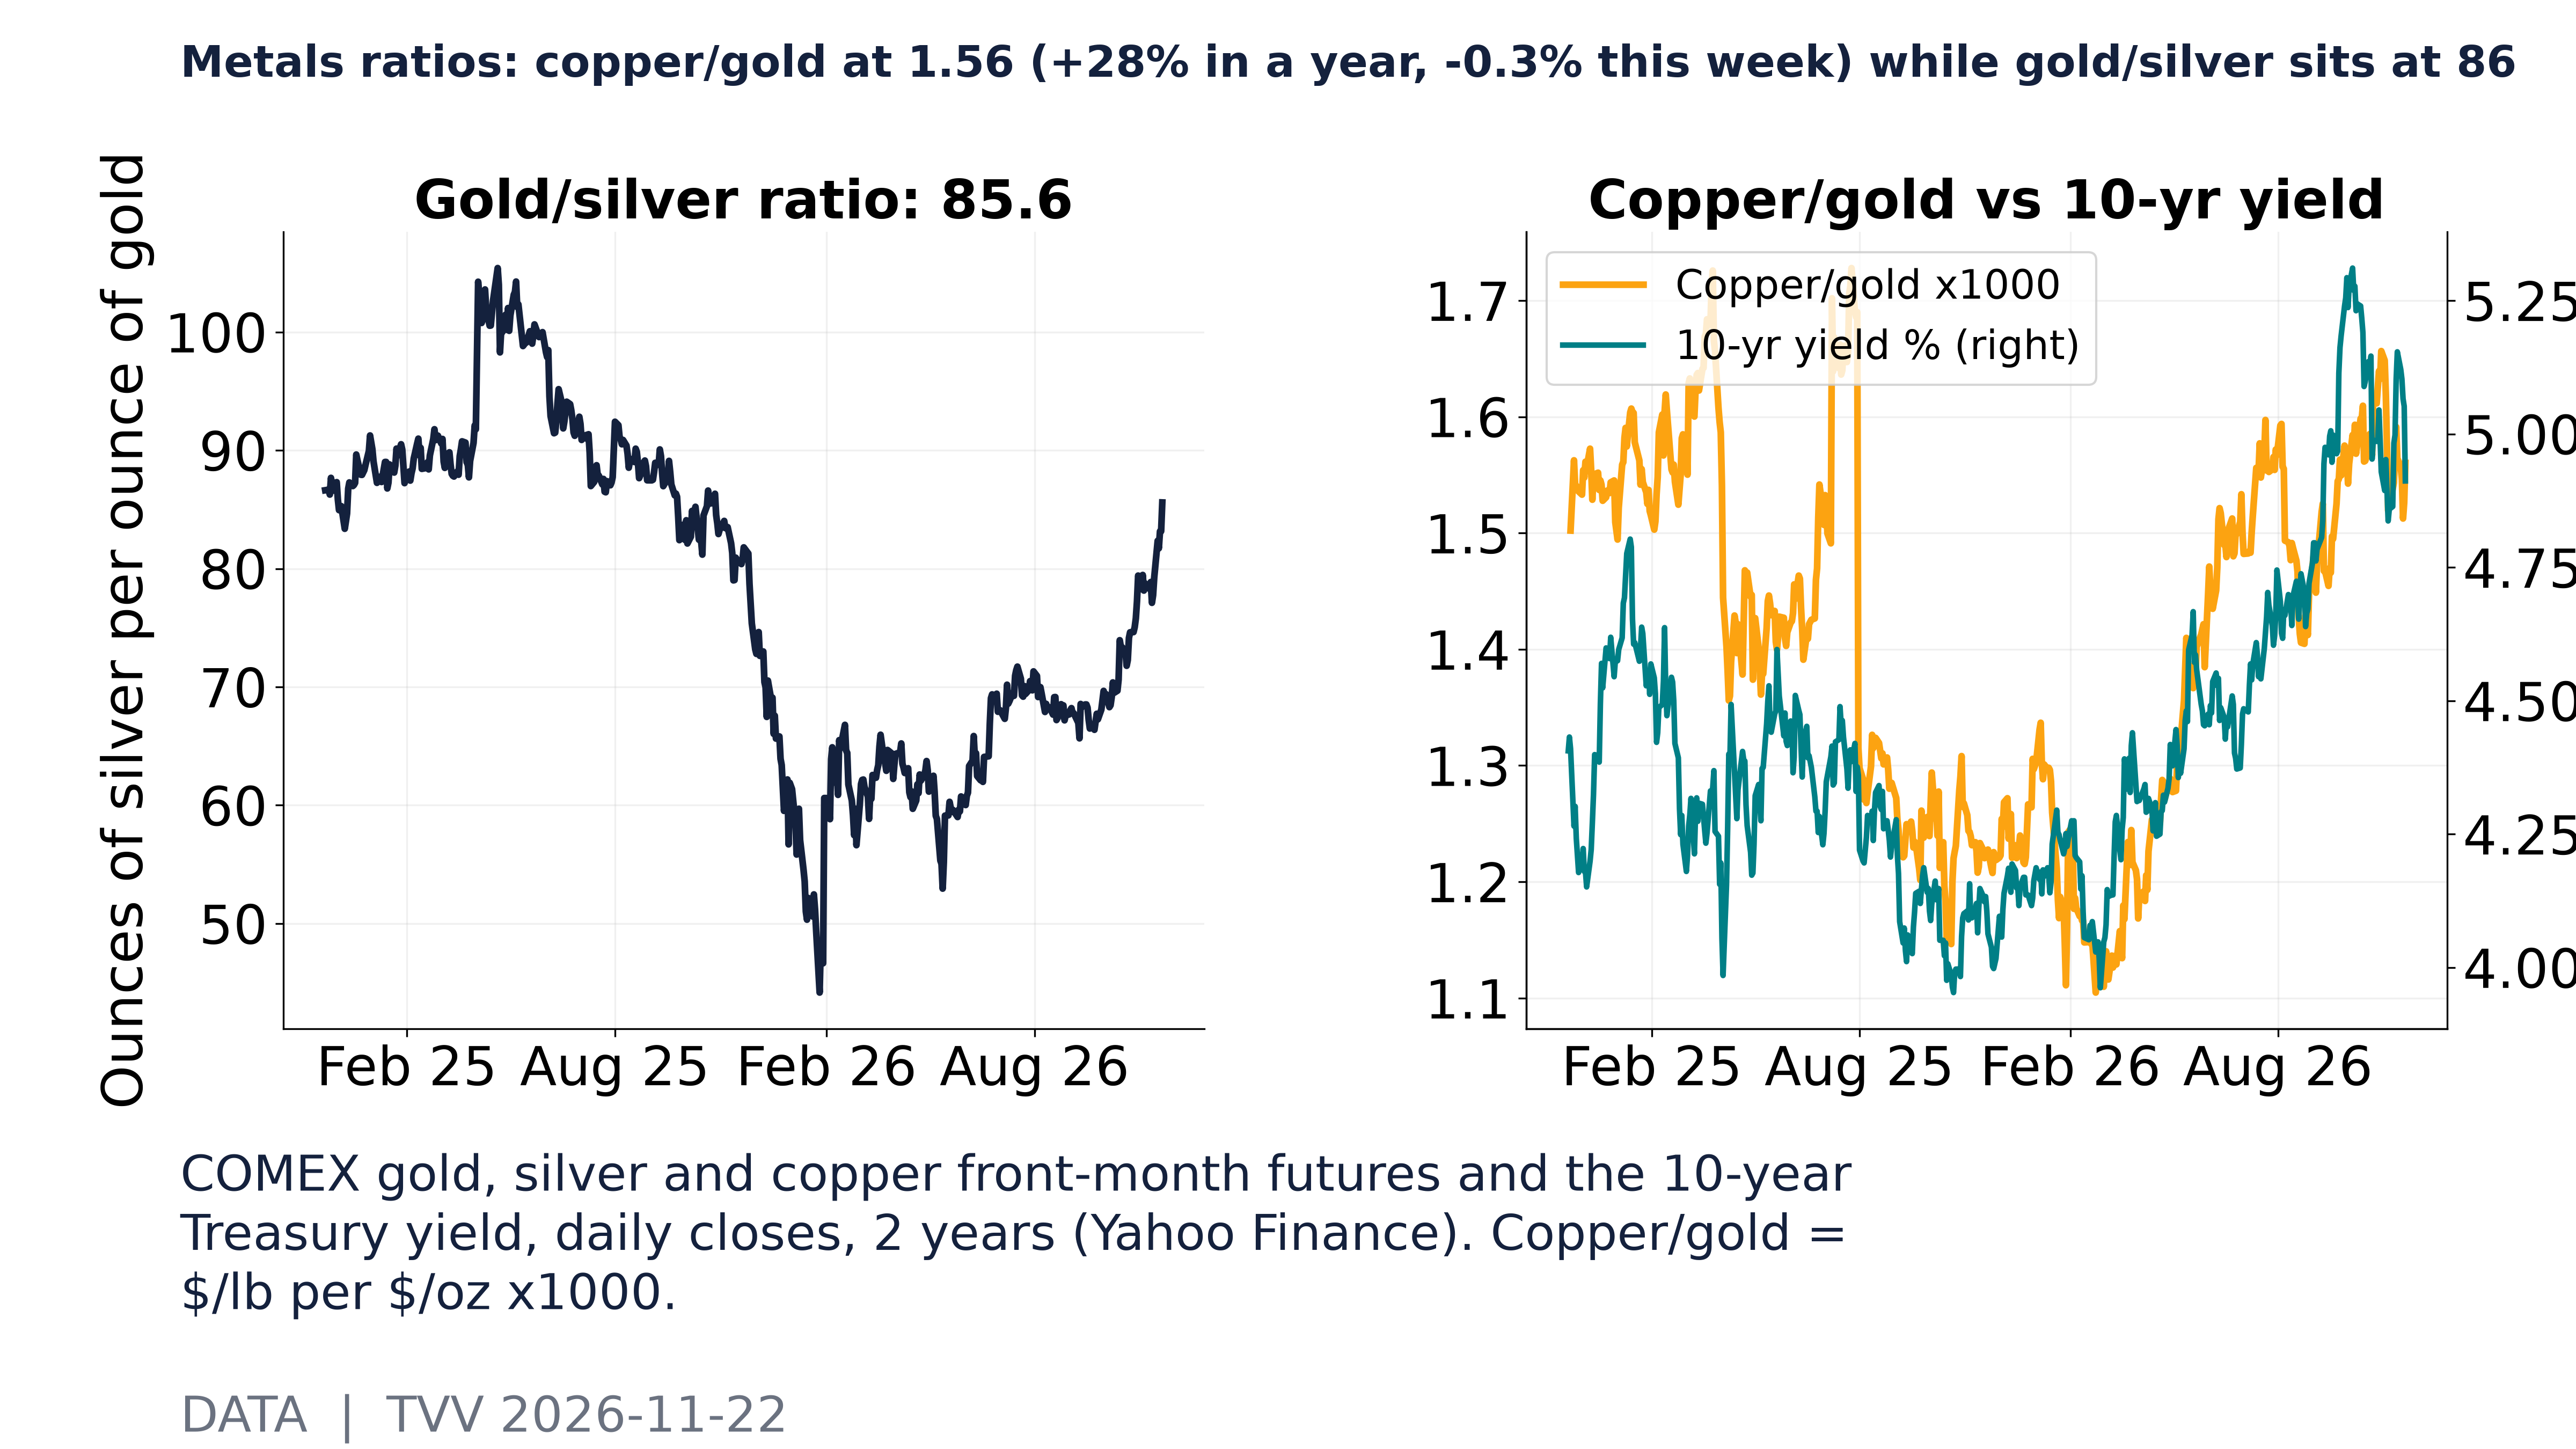 Metals ratios: copper/gold at 1.56 (+28% in a year, -0.3% this week) while gold/silver sits at 86
Gold/silver ratio: 85.6
Ounces of silver per ounce of gold
100
90
80
70
60
50
Feb 25 Aug 25 Feb 26 Aug 26
Copper/gold vs 10-yr yield
Copper/gold x1000
10-yr yield % (right)
1.7
1.6
1.5
1.4
1.3
1.2
1.1
5.25
5.00
4.75
4.50
4.25
4.00
Feb 25 Aug 25 Feb 26 Aug 26
COMEX gold, silver and copper front-month futures and the 10-year
Treasury yield, daily closes, 2 years (Yahoo Finance). Copper/gold =
$/lb per $/oz x1000.
DATA | TVV 2026-11-22